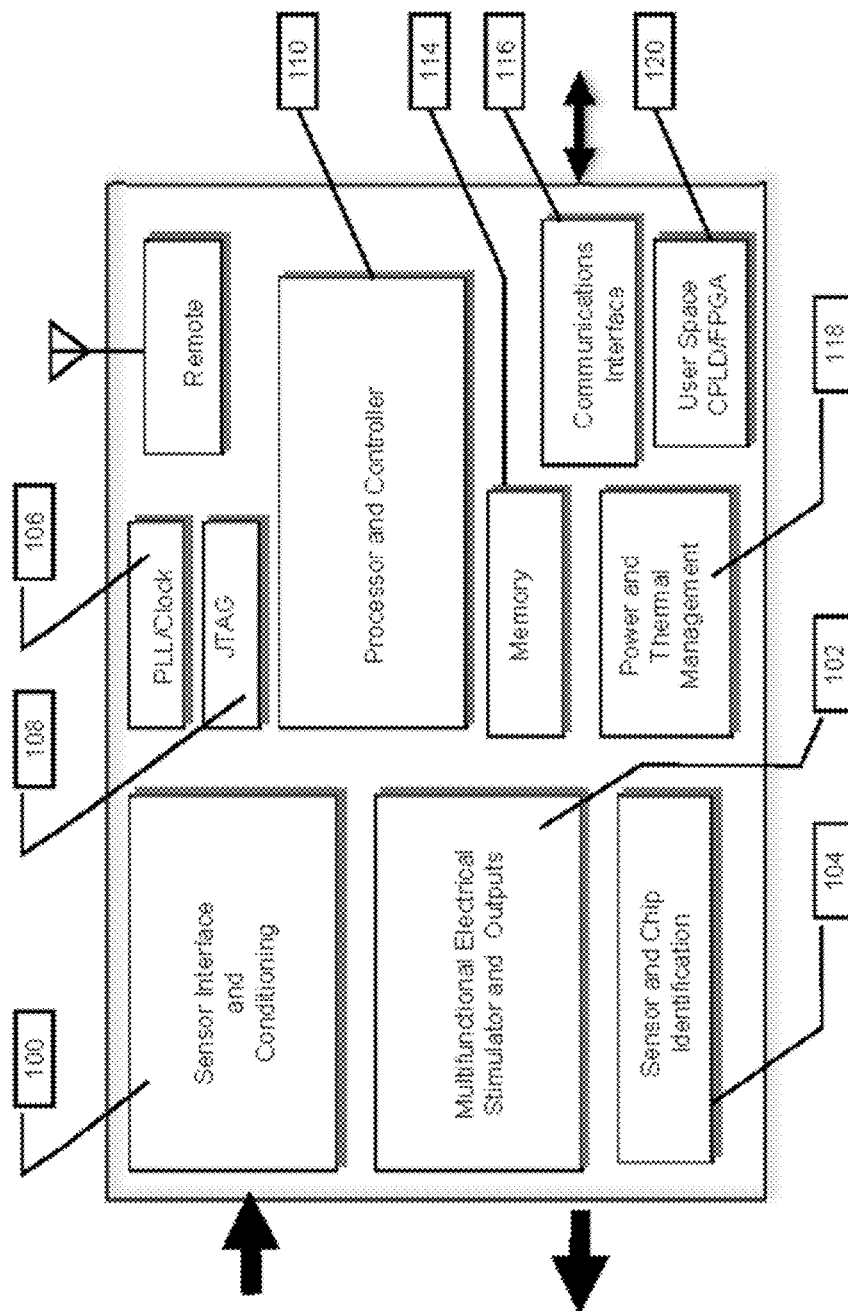 100
108
106
Sensor Interface
and
Conditioning
PLL/Clock
JTAG
Remote
Processor and Controller
110
Multifunctional Electrical
Stimulator and Outputs
Memory
114
Communications
Interface
116
Sensor and Chip
Identification
Power and
Thermal
Management
User Space
CPLD/FPGA
120
104
102
118